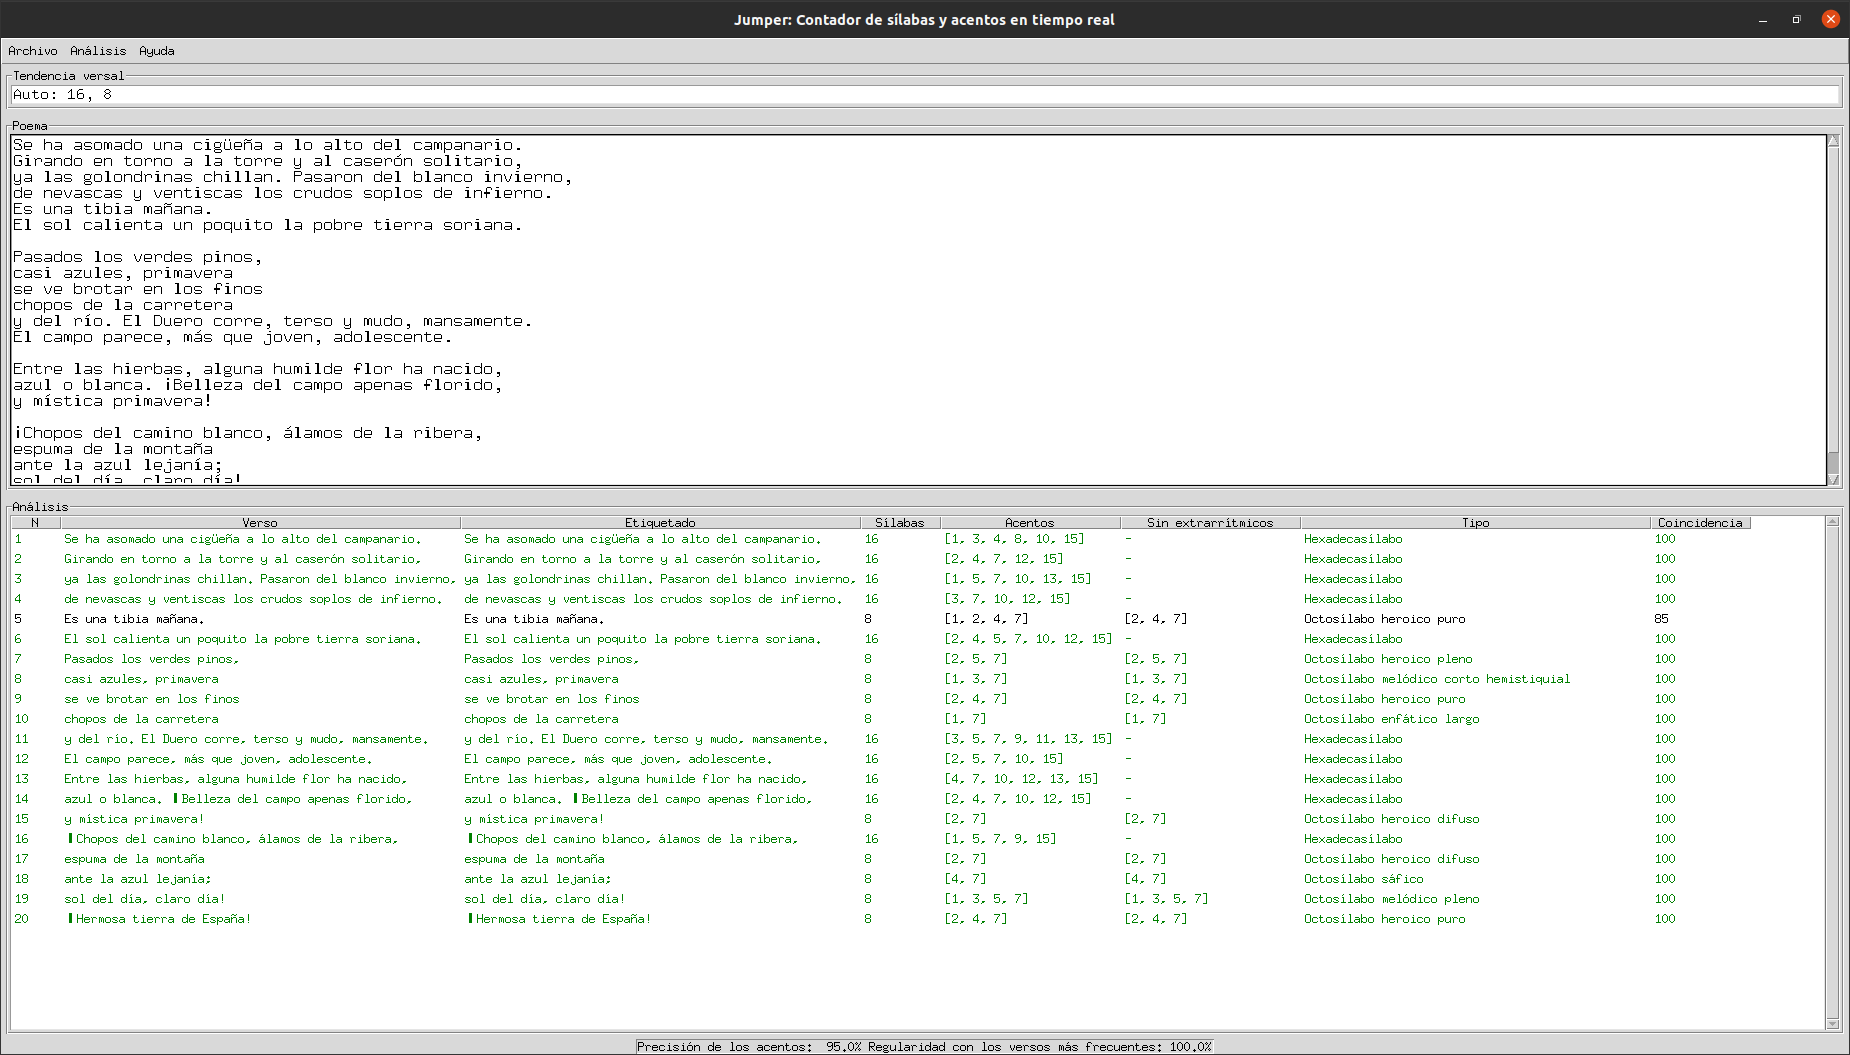 Jumper: Contador de sílabas y acentos en tiempo real
Archivo Análisis Ayuda
Tendencia versal
Auto: 16, 8
Poema
Se ha asomado una cigüeña a lo alto del campanario.
Girando en torno a la torre y al caserón solitario,
ya las golondrinas chillan. Pasaron del blanco invierno,
de nevascas y ventiscas los crudos soplos de infierno.
Es una tibia mañana.
El sol calienta un poquito la pobre tierra soriana.
Pasados los verdes pinos,
casi azules, primavera
se ve brotar en los finos
chopos de la carretera
y del río. El Duero corre, terso y mudo, mansamente.
El campo parece, más que joven, adolescente.
Entre las hierbas, alguna humilde flor ha nacido,
azul o blanca. ¡Belleza del campo apenas florido,
y mística primavera!
¡Chopos del camino blanco, álamos de la ribera,
espuma de la montaña
ante la azul lejanía;
sol del día, claro día!
Análisis
N Verso Etiquetado Sílabas Acentos Sin extrarrítmicos Tipo Coincidencia
1 Se ha asomado una cigüeña a lo alto del campanario. Se ha asomado una cigüeña a lo alto del campanario. 16 [1, 3, 4, 8, 10, 15] - Hexadecasílabo 100
2 Girando en torno a la torre y al caserón solitario, Girando en torno a la torre y al caserón solitario, 16 [2, 4, 7, 12, 15] - Hexadecasílabo 100
3 ya las golondrinas chillan. Pasaron del blanco invierno, ya las golondrinas chillan. Pasaron del blanco invierno, 16 [1, 5, 7, 10, 13, 15] - Hexadecasílabo 100
4 de nevascas y ventiscas los crudos soplos de infierno. de nevascas y ventiscas los crudos soplos de infierno. 16 [3, 7, 10, 12, 15] - Hexadecasílabo 100
5 Es una tibia mañana. Es una tibia mañana. 8 [1, 2, 4, 7] [2, 4, 7] Octosílabo heroico puro 85
6 El sol calienta un poquito la pobre tierra soriana. El sol calienta un poquito la pobre tierra soriana. 16 [2, 4, 5, 7, 10, 12, 15] - Hexadecasílabo 100
7 Pasados los verdes pinos, Pasados los verdes pinos, 8 [2, 5, 7] [2, 5, 7] Octosílabo heroico pleno 100
8 casi azules, primavera casi azules, primavera 8 [1, 3, 7] [1, 3, 7] Octosílabo melódico corto hemistiquial 100
9 se ve brotar en los finos se ve brotar en los finos 8 [2, 4, 7] [2, 4, 7] Octosílabo heroico puro 100
10 chopos de la carretera chopos de la carretera 8 [1, 7] [1, 7] Octosílabo enfático largo 100
11 y del río. El Duero corre, terso y mudo, mansamente. y del río. El Duero corre, terso y mudo, mansamente. 16 [3, 5, 7, 9, 11, 13, 15] - Hexadecasílabo 100
12 El campo parece, más que joven, adolescente. El campo parece, más que joven, adolescente. 16 [2, 5, 7, 10, 15] - Hexadecasílabo 100
13 Entre las hierbas, alguna humilde flor ha nacido, Entre las hierbas, alguna humilde flor ha nacido, 16 [4, 7, 10, 12, 13, 15] - Hexadecasílabo 100
14 azul o blanca. ¡Belleza del campo apenas florido, azul o blanca. ¡Belleza del campo apenas florido, 16 [2, 4, 7, 10, 12, 15] - Hexadecasílabo 100
15 y mística primavera! y mística primavera! 8 [2, 7] [2, 7] Octosílabo heroico difuso 100
16 ¡Chopos del camino blanco, álamos de la ribera, ¡Chopos del camino blanco, álamos de la ribera, 16 [1, 5, 7, 9, 15] - Hexadecasílabo 100
17 espuma de la montaña espuma de la montaña 8 [2, 7] [2, 7] Octosílabo heroico difuso 100
18 ante la azul lejanía; ante la azul lejanía; 8 [4, 7] [4, 7] Octosílabo sáfico 100
19 sol del día, claro día! sol del día, claro día! 8 [1, 3, 5, 7] [1, 3, 5, 7] Octosílabo melódico pleno 100
20 ¡Hermosa tierra de España! ¡Hermosa tierra de España! 8 [2, 4, 7] [2, 4, 7] Octosílabo heroico puro 100
Precisión de los acentos: 95.0% Regularidad con los versos más frecuentes: 100.0%